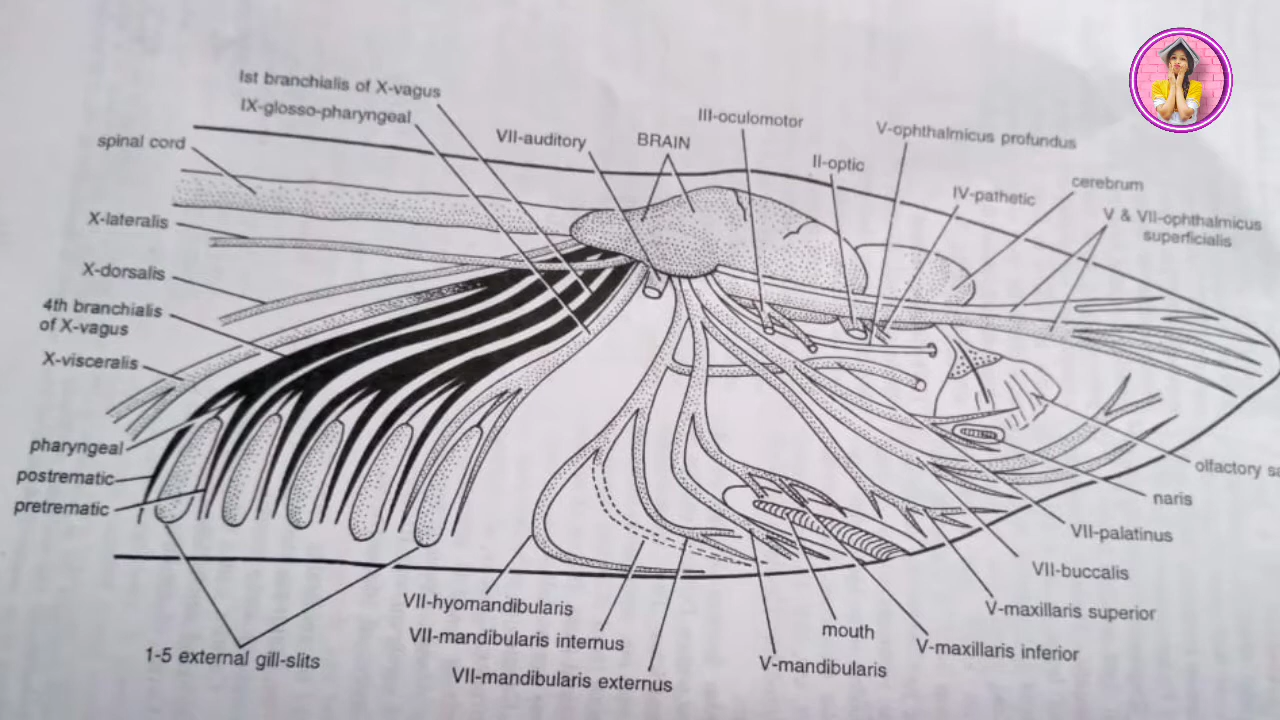 Ist branchialis of X-vagus
IX-glosso-pharyngeal
spinal cord
VII-auditory
BRAIN
III-oculomotor
II-optic
V-ophthalmicus profundus
IV-pathetic
cerebrum
V & VII-ophthalmicus
superficialis
X-lateralis
X-dorsalis
4th branchialis
of X-vagus
X-visceralis
pharyngeal
postrematic
pretrematic
1-5 external gill-slits
VII-hyomandibularis
VII-mandibularis internus
VII-mandibularis externus
V-mandibularis
mouth
V-maxillaris inferior
V-maxillaris superior
VII-buccalis
VII-palatinus
naris
olfactory sa